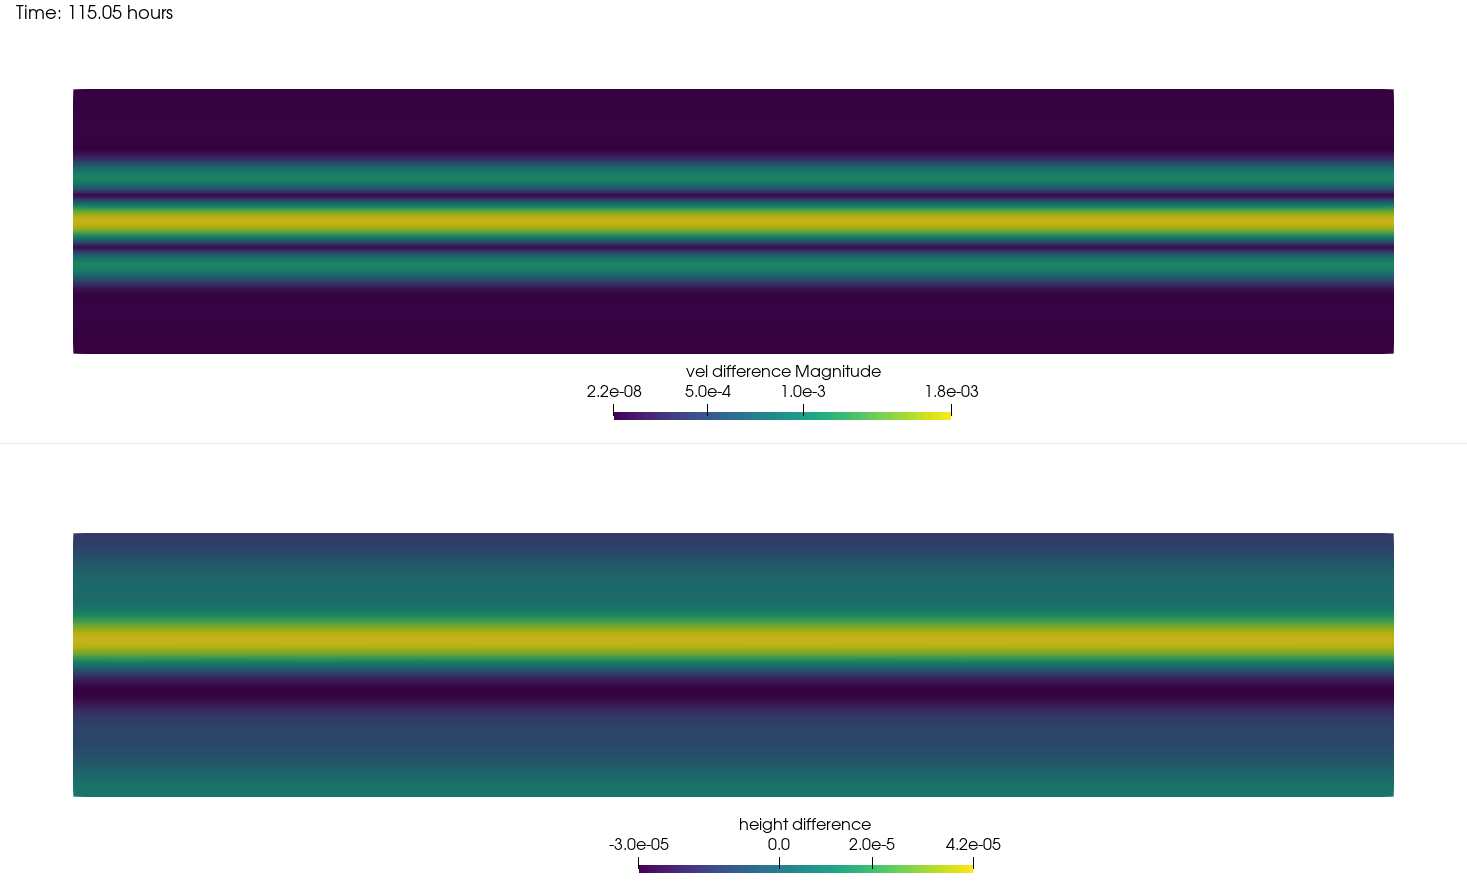 Time: 115.05 hours
vel difference Magnitude
2.2e-08 5.0e-4 1.0e-3 1.8e-03
height difference
-3.0e-05 0.0 2.0e-5 4.2e-05